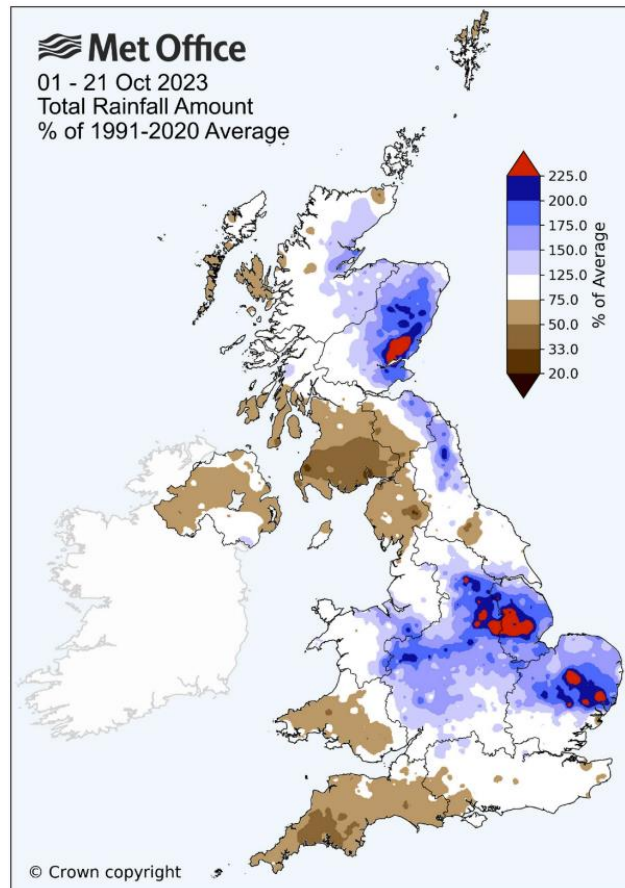 Met Office
01 - 21 Oct 2023
Total Rainfall Amount
% of 1991-2020 Average
225.0
200.0
175.0
150.0
125.0
75.0
50.0
33.0
20.0
% of Average
© Crown copyright